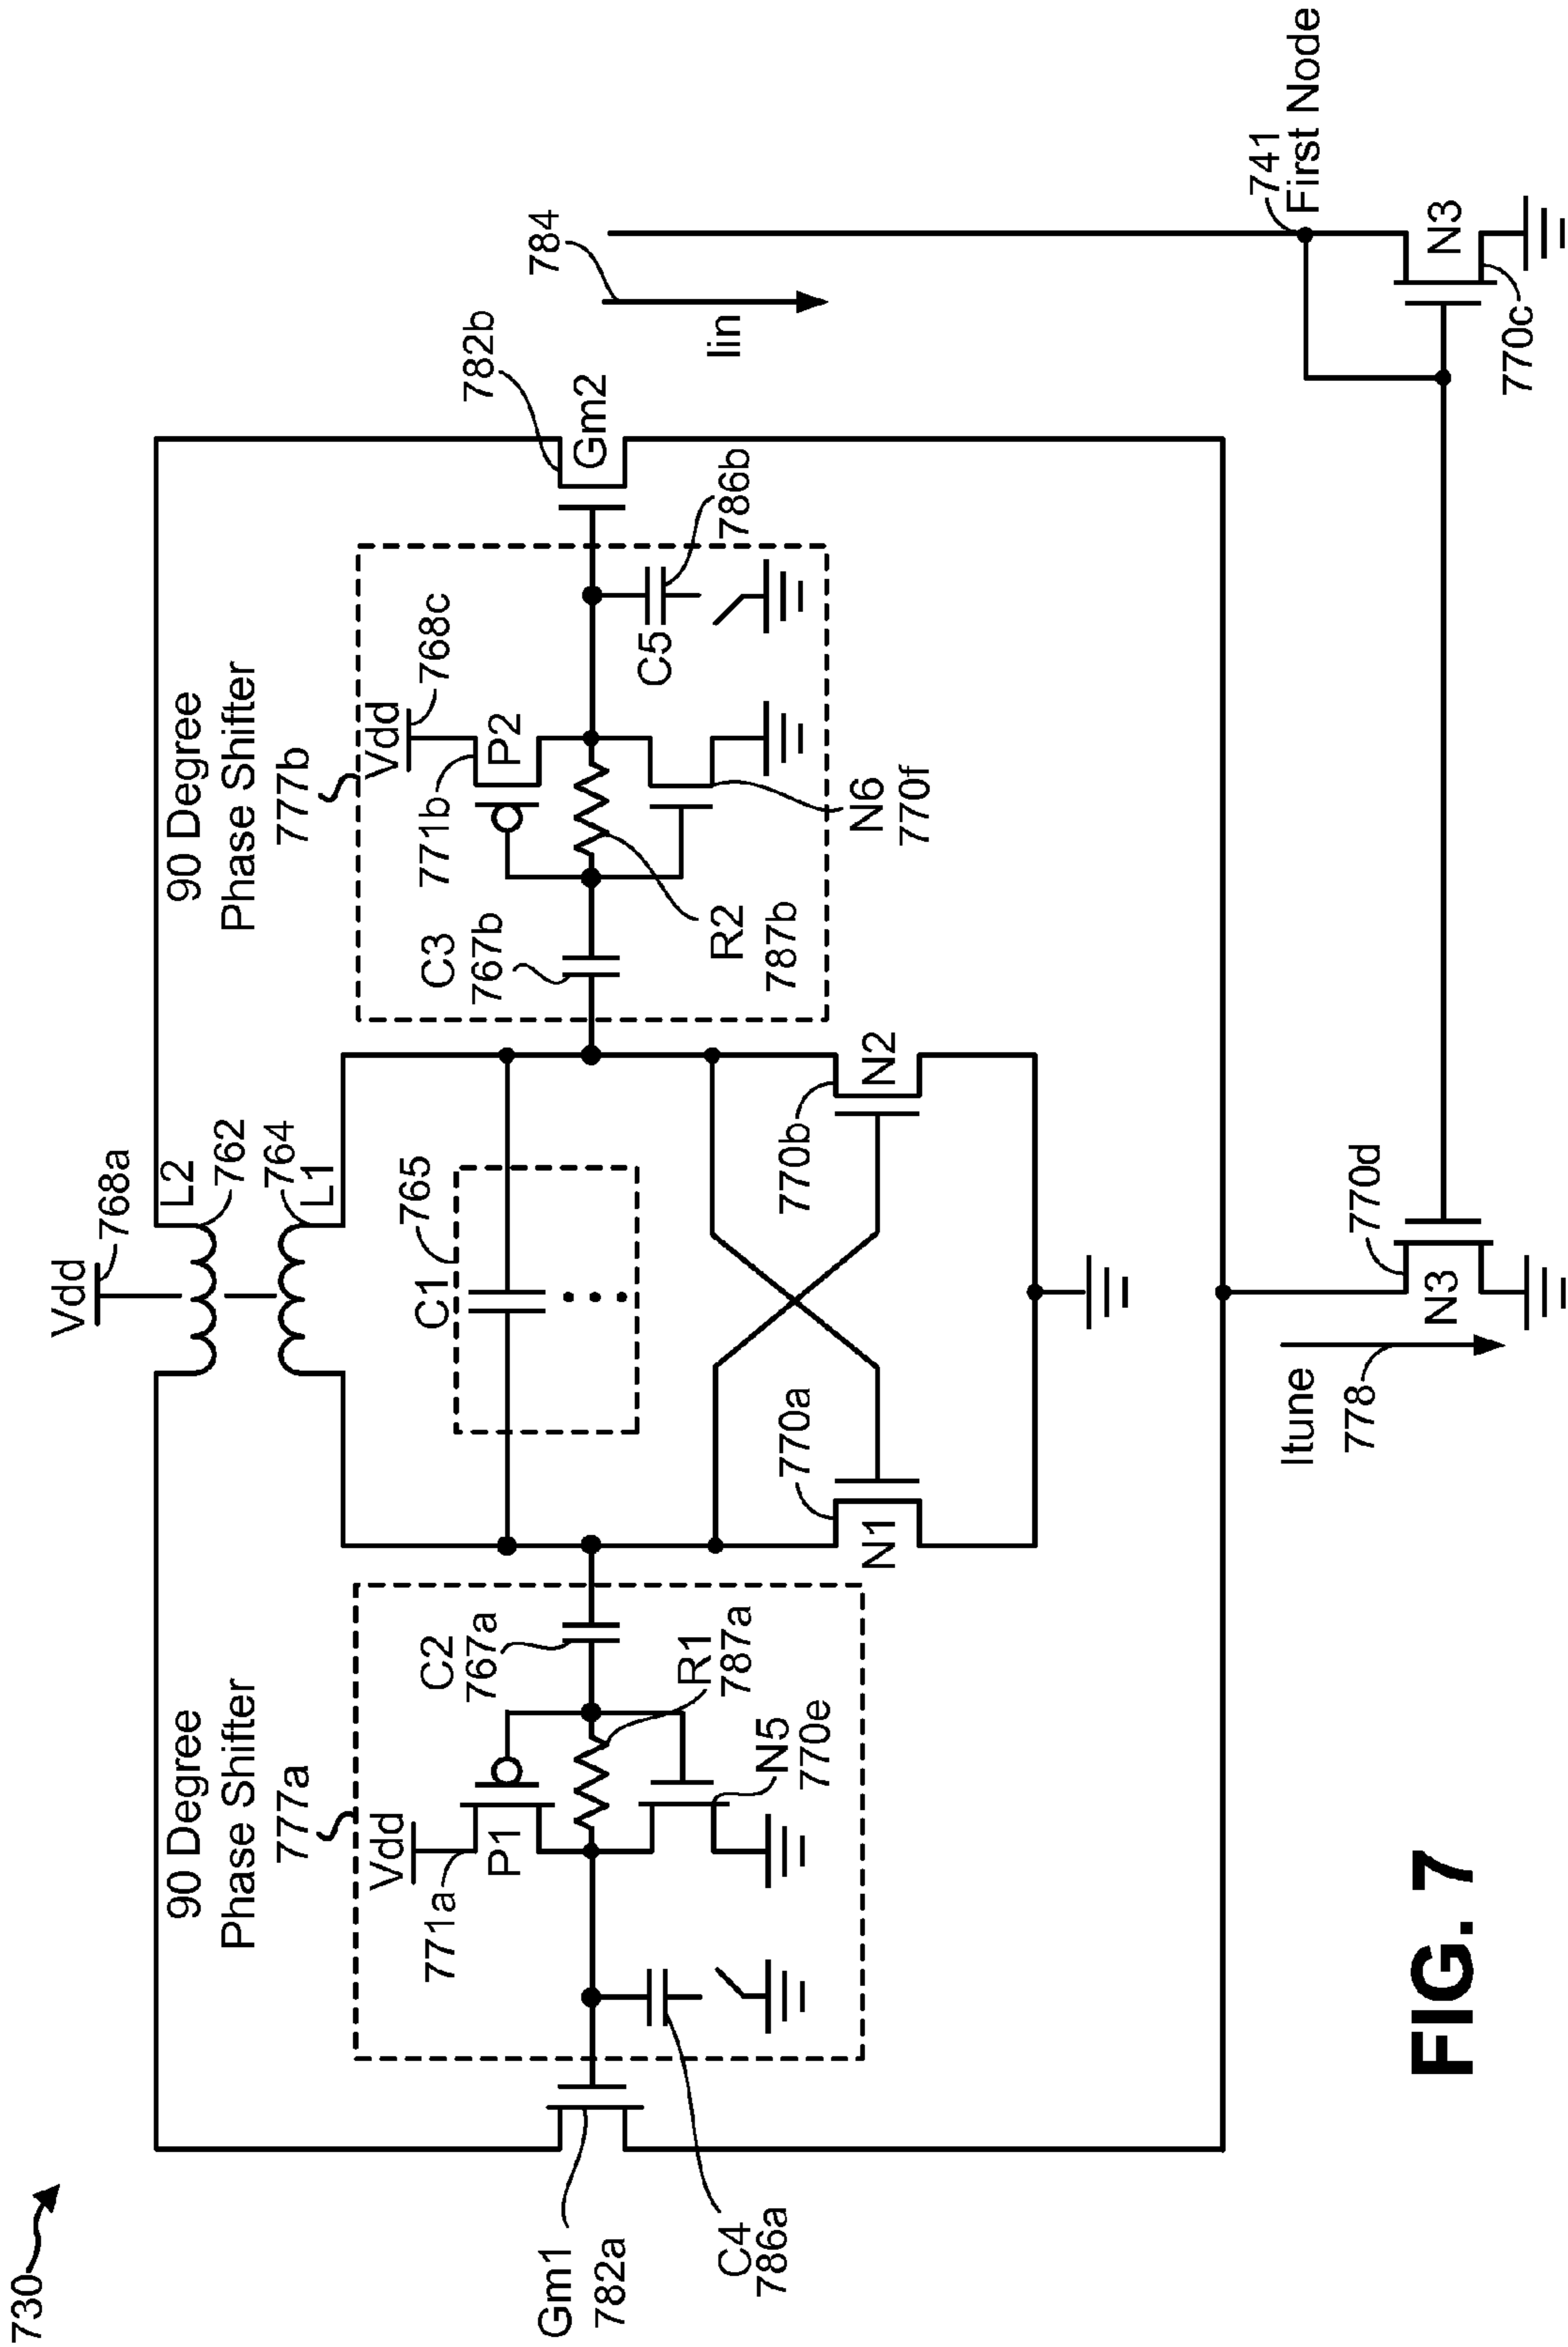 730
Vdd
768a
L2
762
764
L1
90 Degree
Phase Shifter
777a
90 Degree
Phase Shifter
777b
Vdd
771a
P1
C2
767a
R1
787a
N5
770e
C4
786a
Gm1
782a
C1
765
770a
N1
770b
N2
C3
767b
Vdd
768c
771b
P2
R2
787b
N6
770f
C5
786b
Gm2
782b
Iin
784
741
First Node
N3
770c
Itune
778
N3
770d
FIG. 7